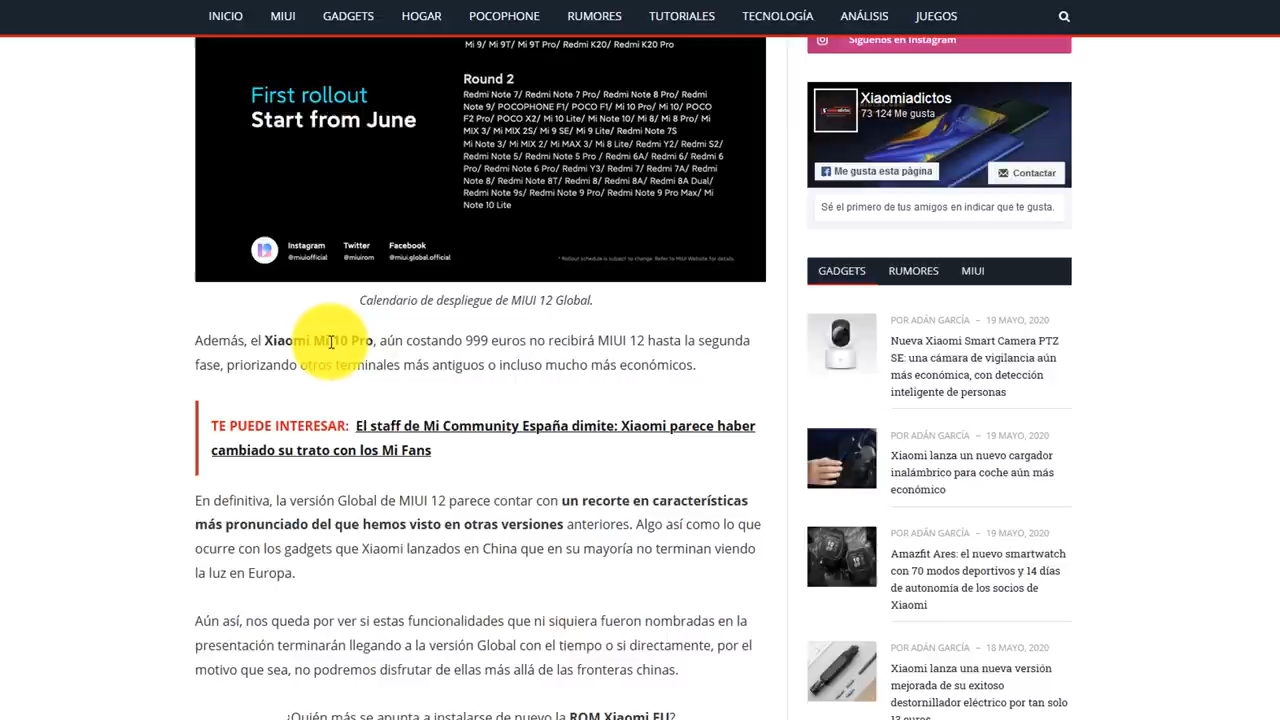 INICIO MIUI GADGETS HOGAR POCOPHONE RUMORES TUTORIALES TECNOLOGÍA ANÁLISIS JUEGOS
Mi 9/ Mi 9T/ Mi 9T Pro/ Redmi K20/ Redmi K20 Pro
First rollout
Start from June
Round 2
Redmi Note 7/ Redmi Note 7 Pro/ Redmi Note 8 Pro/ Redmi
Note 9/ POCOPHONE F1/ POCO F1/ Mi 10 Pro/ Mi 10/ POCO
F2 Pro/ POCO X2/ Mi 10 Lite/ Mi Note 10/ Mi 8/ Mi 8 Pro/ Mi
MIX 3/ Mi MIX 2S/ Mi 9 SE/ Mi 9 Lite/ Redmi Note 7S
Mi Note 3/ Mi MIX 2/ Mi MAX 3/ Mi 8 Lite/ Redmi Y2/ Redmi S2/
Redmi Note 5/ Redmi Note 5 Pro / Redmi 6A/ Redmi 6/ Redmi 6
Pro/ Redmi Note 6 Pro/ Redmi Y3/ Redmi 7/ Redmi 7A/ Redmi
Note 8/ Redmi Note 8T/ Redmi 8/ Redmi 8A/ Redmi 8A Dual/
Redmi Note 9s/ Redmi Note 9 Pro/ Redmi Note 9 Pro Max/ Mi
Note 10 Lite
Instagram Twitter Facebook
@miuiofficial @miuirom @miui.global.official
* Rollout schedule is subject to change. Refer to MIUI Website for details.
Calendario de despliegue de MIUI 12 Global.
Además, el Xiaomi Mi 10 Pro, aún costando 999 euros no recibirá MIUI 12 hasta la segunda
fase, priorizando otros terminales más antiguos o incluso mucho más económicos.
TE PUEDE INTERESAR: El staff de Mi Community España dimite: Xiaomi parece haber
cambiado su trato con los Mi Fans
En definitiva, la versión Global de MIUI 12 parece contar con un recorte en características
más pronunciado del que hemos visto en otras versiones anteriores. Algo así como lo que
ocurre con los gadgets que Xiaomi lanzados en China que en su mayoría no terminan viendo
la luz en Europa.
Aún así, nos queda por ver si estas funcionalidades que ni siquiera fueron nombradas en la
presentación terminarán llegando a la versión Global con el tiempo o si directamente, por el
motivo que sea, no podremos disfrutar de ellas más allá de las fronteras chinas.
¿Quién más se apunta a instalarse de nuevo la ROM Xiaomi EU?
Síguenos en Instagram
Xiaomiadictos
73 124 Me gusta
Me gusta esta página
Contactar
Sé el primero de tus amigos en indicar que te gusta.
GADGETS RUMORES MIUI
POR ADÁN GARCÍA – 19 MAYO, 2020
Nueva Xiaomi Smart Camera PTZ
SE: una cámara de vigilancia aún
más económica, con detección
inteligente de personas
POR ADÁN GARCÍA – 19 MAYO, 2020
Xiaomi lanza un nuevo cargador
inalámbrico para coche aún más
económico
POR ADÁN GARCÍA – 19 MAYO, 2020
Amazfit Ares: el nuevo smartwatch
con 70 modos deportivos y 14 días
de autonomía de los socios de
Xiaomi
POR ADÁN GARCÍA – 18 MAYO, 2020
Xiaomi lanza una nueva versión
mejorada de su exitoso
destornillador eléctrico por tan solo
13 euros